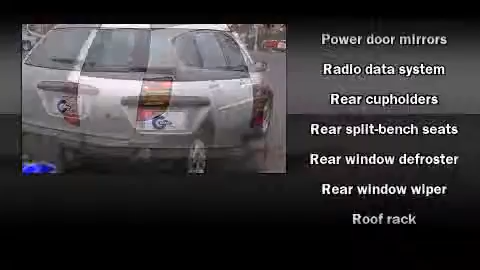 Power door mirrors
Radio data system
Rear cupholders
Rear split-bench seats
Rear window defroster
Rear window wiper
Roof rack